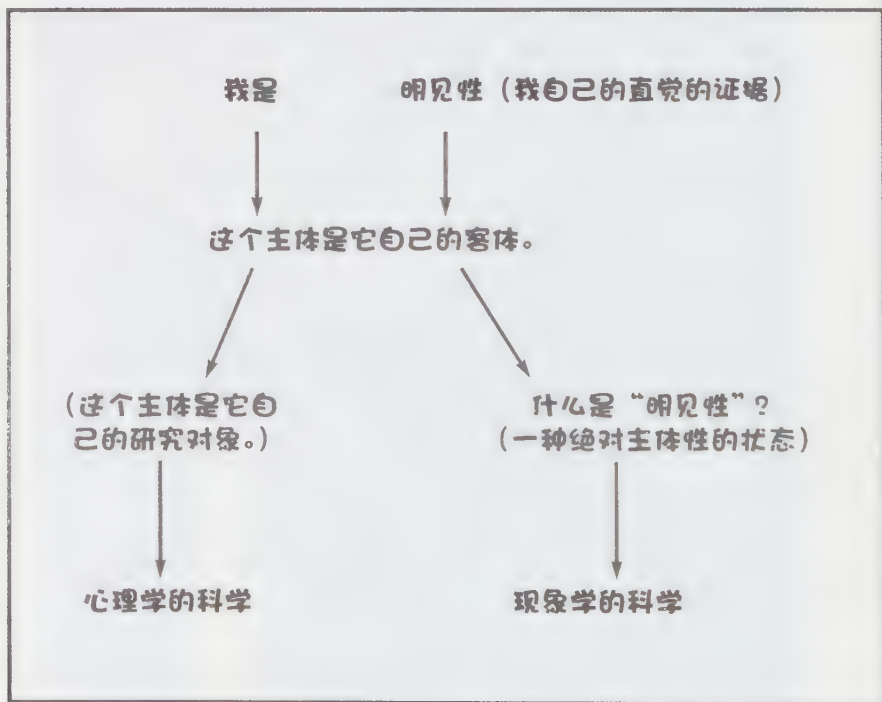 我是
明见性（我自己的直觉的证据）
这个主体是它自己的客体。
（这个主体是它自
己的研究对象。）
什么是“明见性”？
（一种绝对主体性的状态）
心理学的科学
现象学的科学